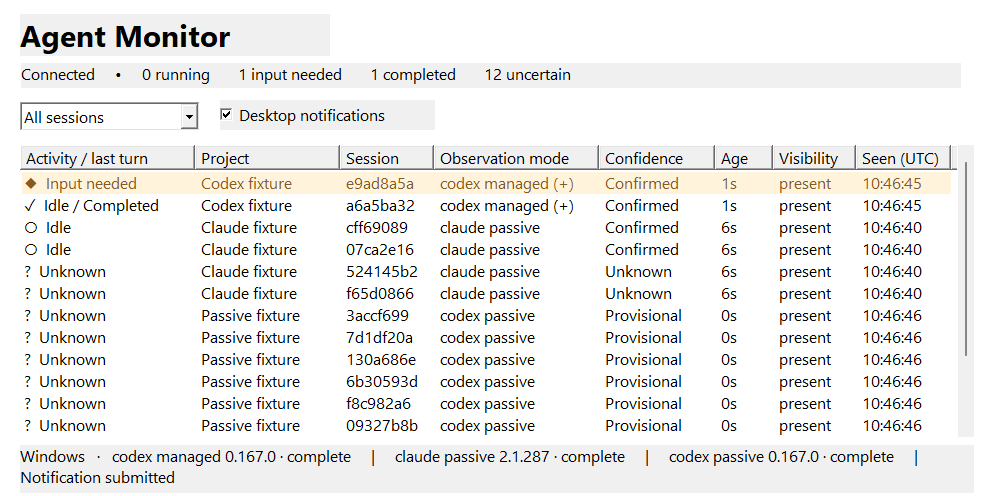 Agent Monitor
Connected • 0 running 1 input needed 1 completed 12 uncertain
All sessions Desktop notifications
Activity / last turn Project Session Observation mode Confidence Age Visibility Seen (UTC)
◆ Input needed Codex fixture e9ad8a5a codex managed (+) Confirmed 1s present 10:46:45
✓ Idle / Completed Codex fixture a6a5ba32 codex managed (+) Confirmed 1s present 10:46:45
○ Idle Claude fixture cff69089 claude passive Confirmed 6s present 10:46:40
○ Idle Claude fixture 07ca2e16 claude passive Confirmed 6s present 10:46:40
? Unknown Claude fixture 524145b2 claude passive Unknown 6s present 10:46:40
? Unknown Claude fixture f65d0866 claude passive Unknown 6s present 10:46:40
? Unknown Passive fixture 3accf699 codex passive Provisional 0s present 10:46:46
? Unknown Passive fixture 7d1df20a codex passive Provisional 0s present 10:46:46
? Unknown Passive fixture 130a686e codex passive Provisional 0s present 10:46:46
? Unknown Passive fixture 6b30593d codex passive Provisional 0s present 10:46:46
? Unknown Passive fixture f8c982a6 codex passive Provisional 0s present 10:46:46
? Unknown Passive fixture 09327b8b codex passive Provisional 0s present 10:46:46
Windows · codex managed 0.167.0 · complete | claude passive 2.1.287 · complete | codex passive 0.167.0 · complete |
Notification submitted